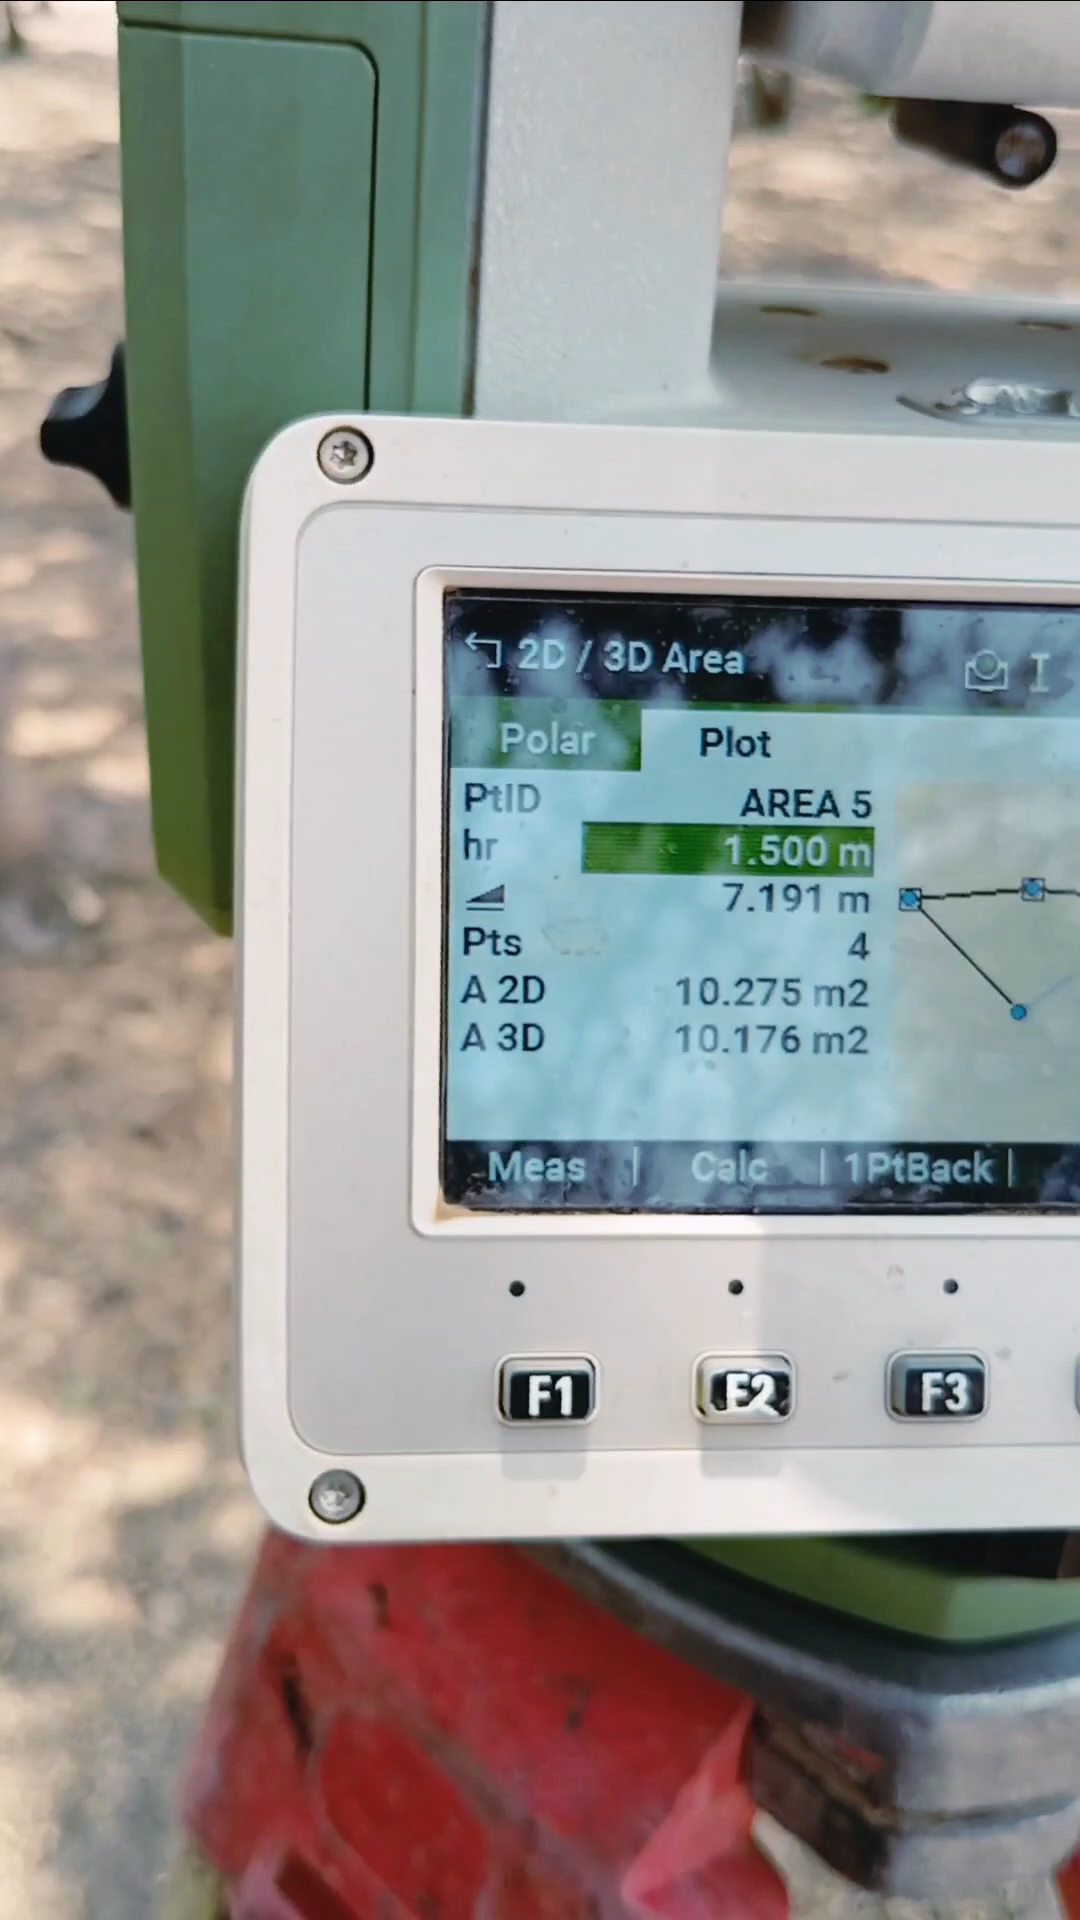 2D / 3D Area
Polar Plot
PtID AREA 5
hr 1.500 m
7.191 m
Pts 4
A 2D 10.275 m2
A 3D 10.176 m2
Meas | Calc | 1PtBack |
F1 F2 F3